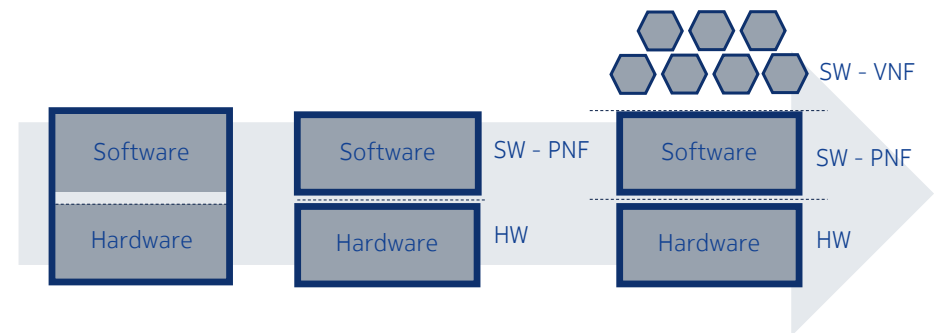 SW - VNF
Software
Software
SW - PNF
Software
SW - PNF
Hardware
Hardware
HW
Hardware
HW